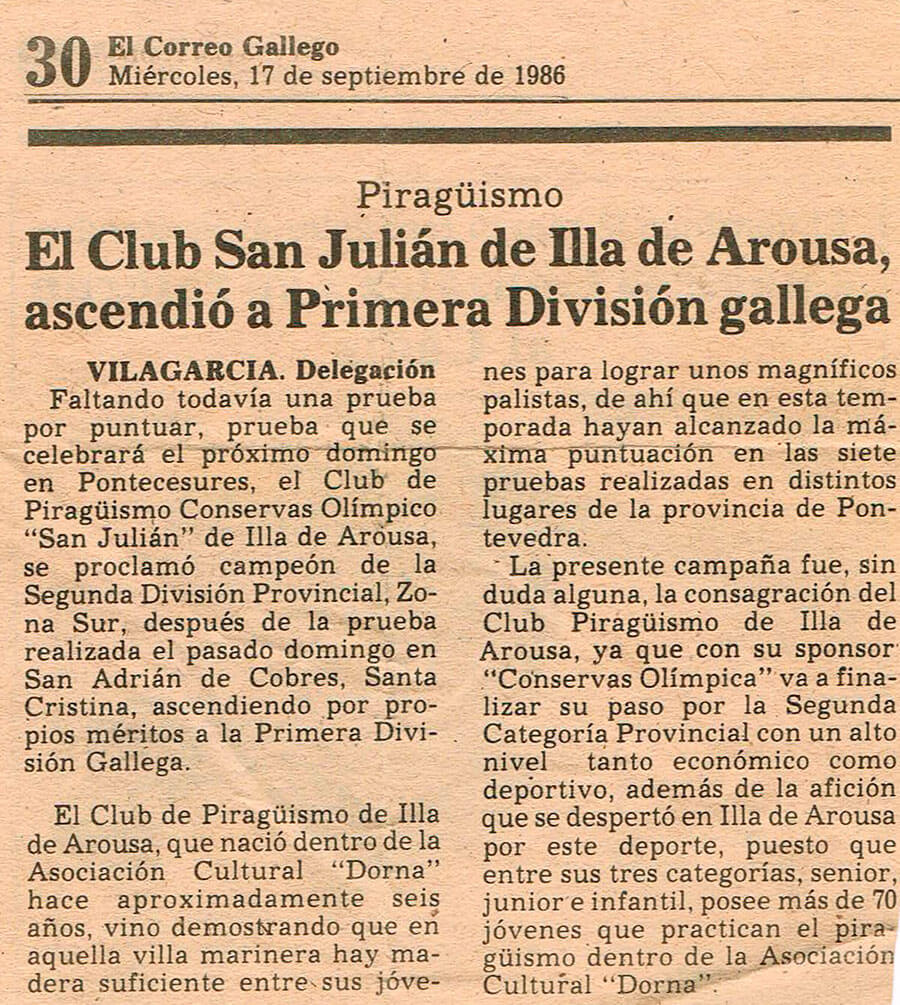 30
El Correo Gallego
Miércoles, 17 de septiembre de 1986
Piragüismo
El Club San Julián de Illa de Arousa,
ascendió a Primera División gallega
VILAGARCIA. Delegación
Faltando todavía una prueba
por puntuar, prueba que se
celebrará el próximo domingo
en Pontecesures, el Club de
Piragüismo Conservas Olímpico
"San Julián" de Illa de Arousa,
se proclamó campeón de la
Segunda División Provincial, Zo-
na Sur, después de la prueba
realizada el pasado domingo en
San Adrián de Cobres, Santa
Cristina, ascendiendo por pro-
pios méritos a la Primera Divi-
sión Gallega.
El Club de Piragüismo de Illa
de Arousa, que nació dentro de la
Asociación Cultural "Dorna"
hace aproximadamente seis
años, vino demostrando que en
aquella villa marinera hay ma-
dera suficiente entre sus jóve-
nes para lograr unos magníficos
palistas, de ahí que en esta tem-
porada hayan alcanzado la má-
xima puntuación en las siete
pruebas realizadas en distintos
lugares de la provincia de Pon-
tevedra.
La presente campaña fue, sin
duda alguna, la consagración del
Club Piragüismo de Illa de
Arousa, ya que con su sponsor
"Conservas Olímpica" va a fina-
lizar su paso por la Segunda
Categoría Provincial con un alto
nivel tanto económico como
deportivo, además de la afición
que se despertó en Illa de Arousa
por este deporte, puesto que
entre sus tres categorías, senior,
junior e infantil, posee más de 70
jóvenes que practican el pira-
güismo dentro de la Asociación
Cultural "Dorna".